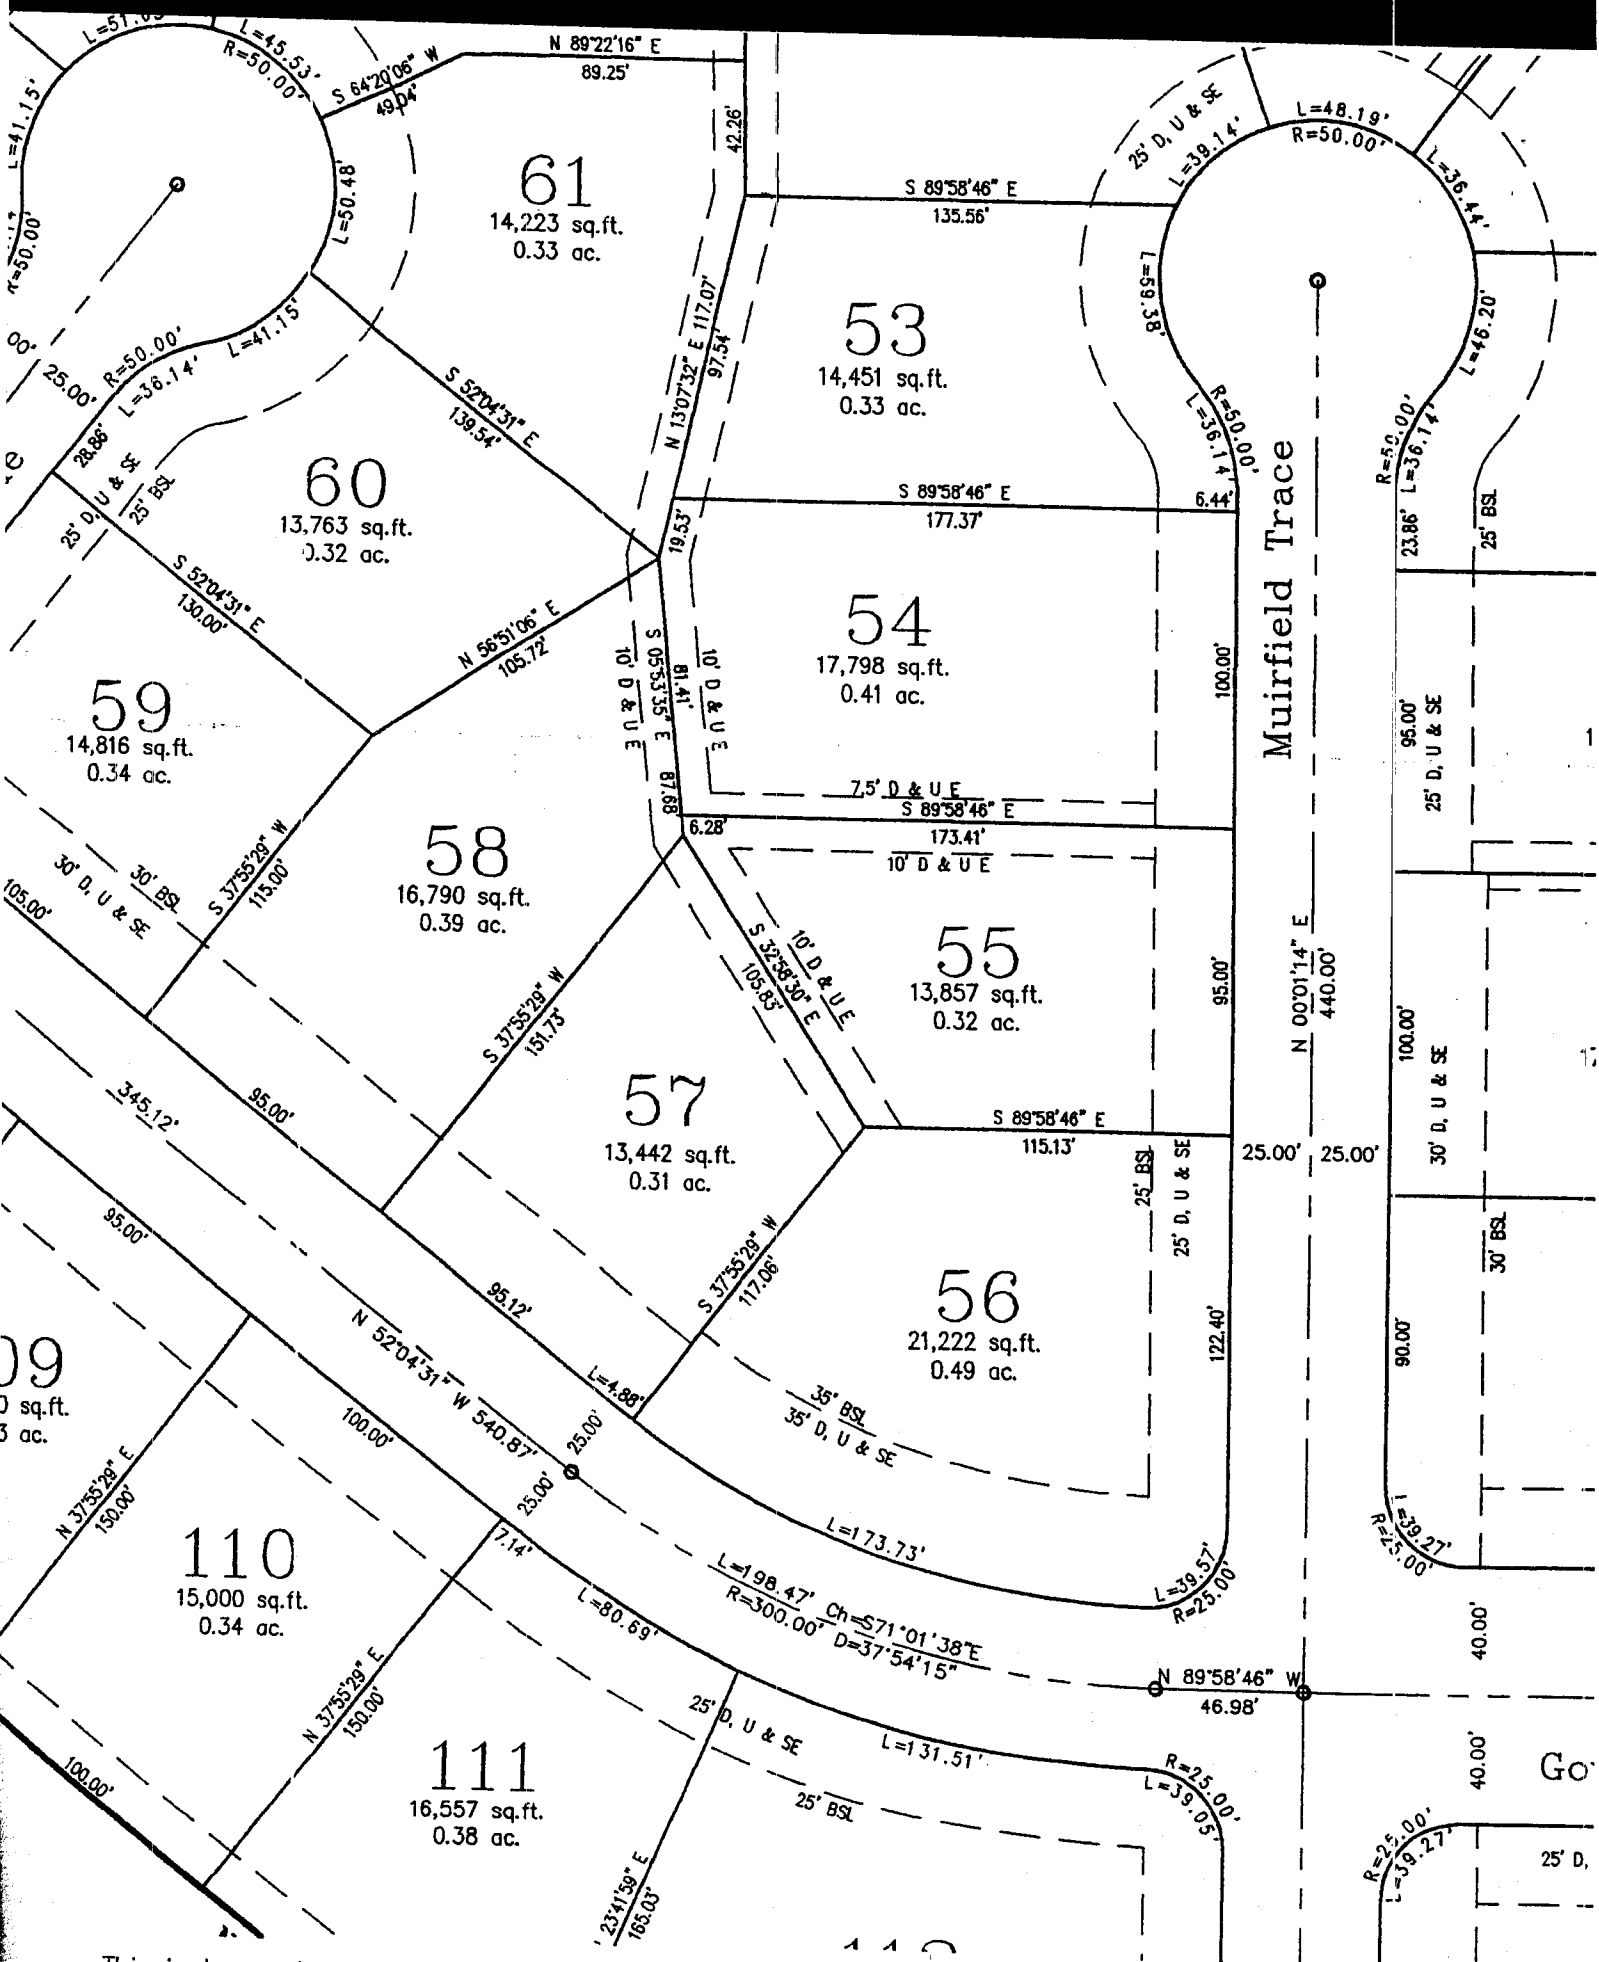 L=45.53'
R=50.00'
S 64°20'06" W
49.04'
N 89°22'16" E
89.25'
42.26'
L=41.15'
L=50.48'
R=50.00'
61
14,223 sq.ft.
0.33 ac.
25' D, U & SE
L=39.14'
L=48.19'
R=50.00'
L=36.44'
S 89°58'46" E
135.56'
L=59.38'
L=46.20'
53
14,451 sq.ft.
0.33 ac.
N 13°07'32" E 117.07'
97.54'
R=50.00'
L=36.14'
L=41.15'
25.00'
28.86'
S 52°04'31" E
139.54'
R=50.00'
L=36.14'
R=50.00'
L=36.14'
6.44'
23.86'
25' BSL
60
13,763 sq.ft.
0.32 ac.
25' D, U & SE
25' BSL
S 89°58'46" E
177.37'
19.53'
Muirfield Trace
S 52°04'31" E
130.00'
N 56°51'06" E
105.72'
54
17,798 sq.ft.
0.41 ac.
100.00'
10' D & U E
S 05°53'35" E
81.41'
87.68'
10' D & U E
95.00'
25' D, U & SE
59
14,816 sq.ft.
0.34 ac.
7.5' D & U E
S 89°58'46" E
173.41'
6.28'
10' D & U E
58
16,790 sq.ft.
0.39 ac.
S 37°55'29" W
115.00'
30' BSL
30' D, U & SE
105.00'
55
13,857 sq.ft.
0.32 ac.
10' D & U E
S 32°58'30" E
105.83'
95.00'
N 00°01'14" E
440.00'
100.00'
30' D, U & SE
S 37°55'29" W
151.73'
345.12'
95.00'
57
13,442 sq.ft.
0.31 ac.
S 89°58'46" E
115.13'
25.00'
25.00'
25' BSL
25' D, U & SE
30' BSL
95.00'
S 37°55'29" W
117.06'
56
21,222 sq.ft.
0.49 ac.
122.40'
90.00'
95.12'
N 52°04'31" W 540.87'
L=4.88'
35' BSL
35' D, U & SE
09
sq.ft.
ac.
100.00'
25.00'
25.00'
N 37°55'29" E
150.00'
7.14'
L=173.73'
L=39.57'
R=25.00'
L=39.27'
R=25.00'
110
15,000 sq.ft.
0.34 ac.
L=198.47' Ch=S71°01'38"E
R=300.00' D=37°54'15"
L=80.69'
40.00'
N 89°58'46" W
46.98'
N 37°55'29" E
150.00'
25' D, U & SE
L=131.51'
R=25.00'
L=39.05'
40.00'
Go
100.00'
111
16,557 sq.ft.
0.38 ac.
25' BSL
R=25.00'
L=39.27'
25' D,
23°41'59" E
165.03'